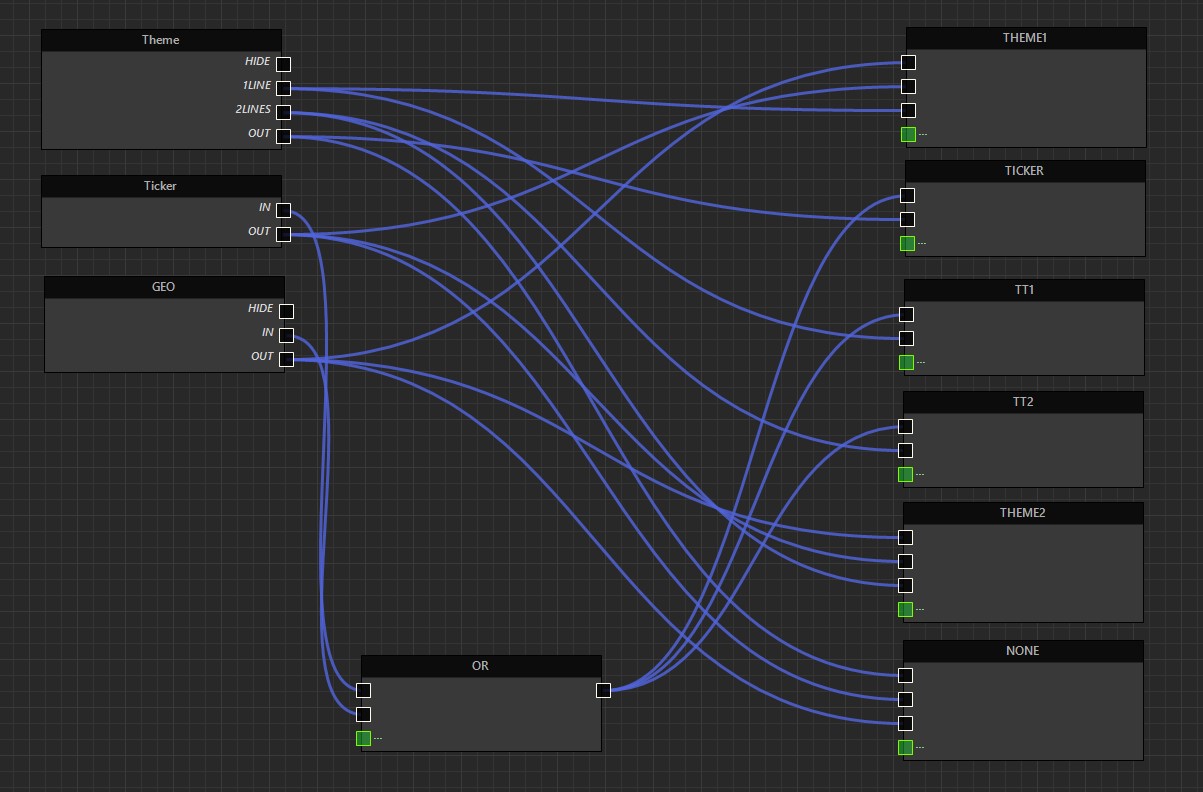 Theme
HIDE
1LINE
2LINES
OUT
Ticker
IN
OUT
GEO
HIDE
IN
OUT
OR
...
THEME1
...
TICKER
...
TT1
...
TT2
...
THEME2
...
NONE
...